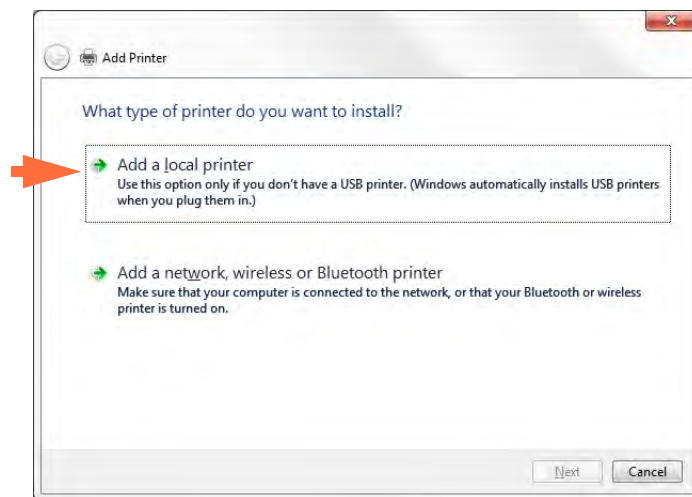 Add Printer
What type of printer do you want to install?
Add a local printer
Use this option only if you don't have a USB printer. (Windows automatically installs USB printers
when you plug them in.)
Add a network, wireless or Bluetooth printer
Make sure that your computer is connected to the network, or that your Bluetooth or wireless
printer is turned on.
Next
Cancel